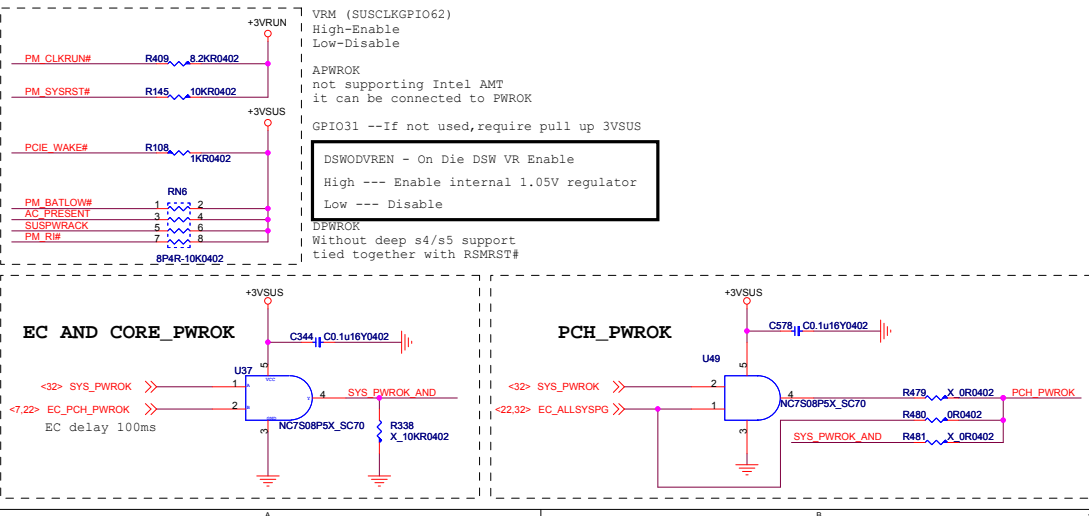 +3VRUN
PM_CLKRUN# R409 8.2KR0402
PM_SYSRST# R145 10KR0402
+3VSUS
PCIE_WAKE# R108 1KR0402
RN6
PM_BATLOW# 1 2
AC_PRESENT 3 4
SUSPWRACK 5 6
PM_RI# 7 8
8P4R-10K0402
VRM (SUSCLKGPIO62)
High-Enable
Low-Disable
APWROK
not supporting Intel AMT
it can be connected to PWROK
GPIO31 --If not used,require pull up 3VSUS
DSWODVREN - On Die DSW VR Enable
High --- Enable internal 1.05V regulator
Low --- Disable
DPWROK
Without deep s4/s5 support
tied together with RSMRST#
+3VSUS
EC AND CORE_PWROK
C344 C0.1u16Y0402
U37
5
VCC
<32> SYS_PWROK 1 A
4 SYS_PWROK_AND
<7,22> EC_PCH_PWROK 2 B
EC delay 100ms
3
NC7S08P5X_SC70
R338
X_10KR0402
+3VSUS
PCH_PWROK
C578 C0.1u16Y0402
U49
5
<32> SYS_PWROK 2
4
<22,32> EC_ALLSYSPG 1
3
NC7S08P5X_SC70
R479 X_0R0402 PCH_PWROK
R480 0R0402
SYS_PWROK_AND R481 X_0R0402
A B